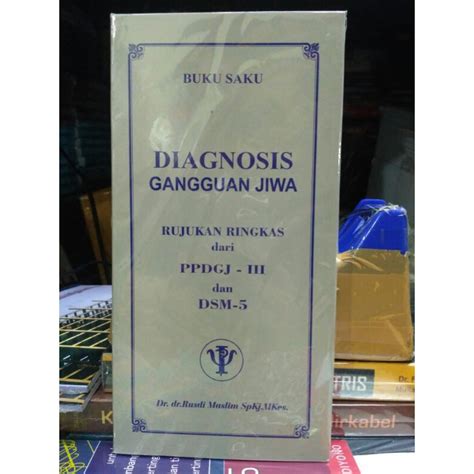 BUKU SAKU
DIAGNOSIS
GANGGUAN JIWA
RUJUKAN RINGKAS
dari
PPDGJ - III
dan
DSM-5
Dr. dr.Rusdi Maslim SpKj,MKes.
TRIS